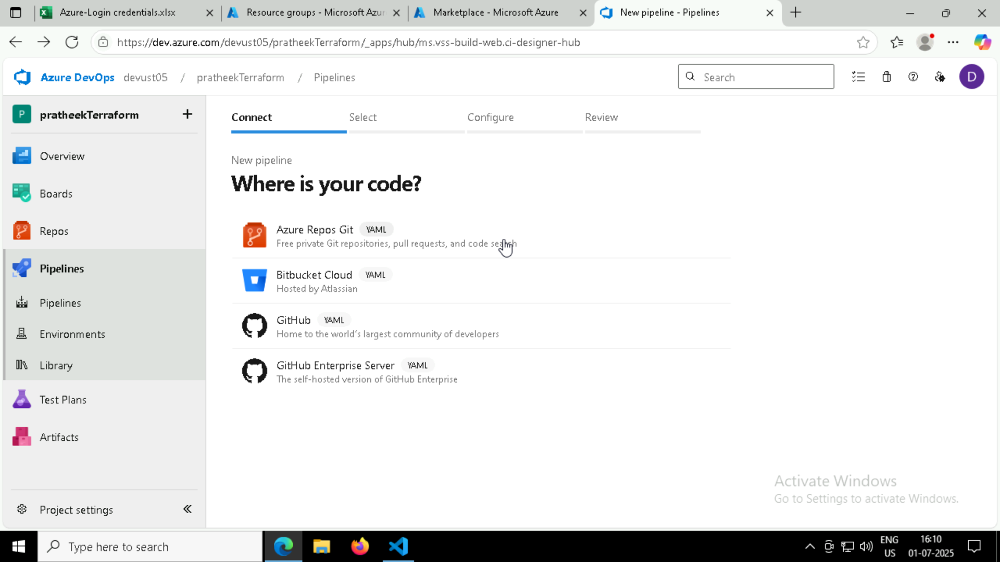 Azure-Login credentials.xlsx
Resource groups - Microsoft Azur
Marketplace - Microsoft Azure
New pipeline - Pipelines
https://dev.azure.com/devust05/pratheekTerraform/_apps/hub/ms.vss-build-web.ci-designer-hub
Azure DevOps devust05 / pratheekTerraform / Pipelines
Search
D
P pratheekTerraform
Overview
Boards
Repos
Pipelines
Pipelines
Environments
Library
Test Plans
Artifacts
Project settings
Connect Select Configure Review
New pipeline
Where is your code?
Azure Repos Git YAML
Free private Git repositories, pull requests, and code search
Bitbucket Cloud YAML
Hosted by Atlassian
GitHub YAML
Home to the world's largest community of developers
GitHub Enterprise Server YAML
The self-hosted version of GitHub Enterprise
Activate Windows
Go to Settings to activate Windows.
Type here to search
ENG
US
16:10
01-07-2025